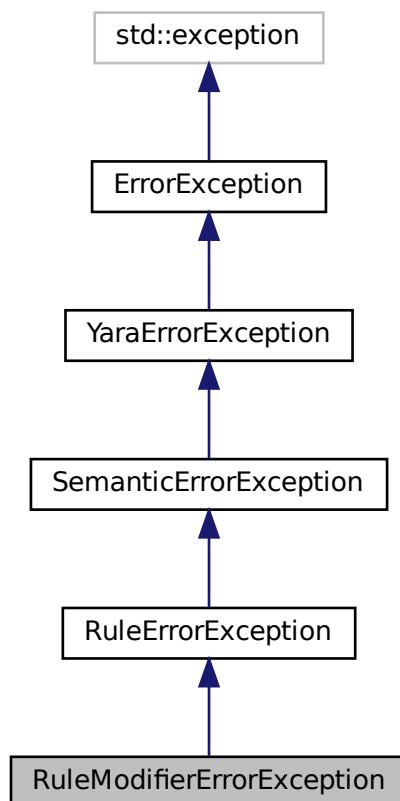 std::exception
ErrorException
YaraErrorException
SemanticErrorException
RuleErrorException
RuleModifierErrorException